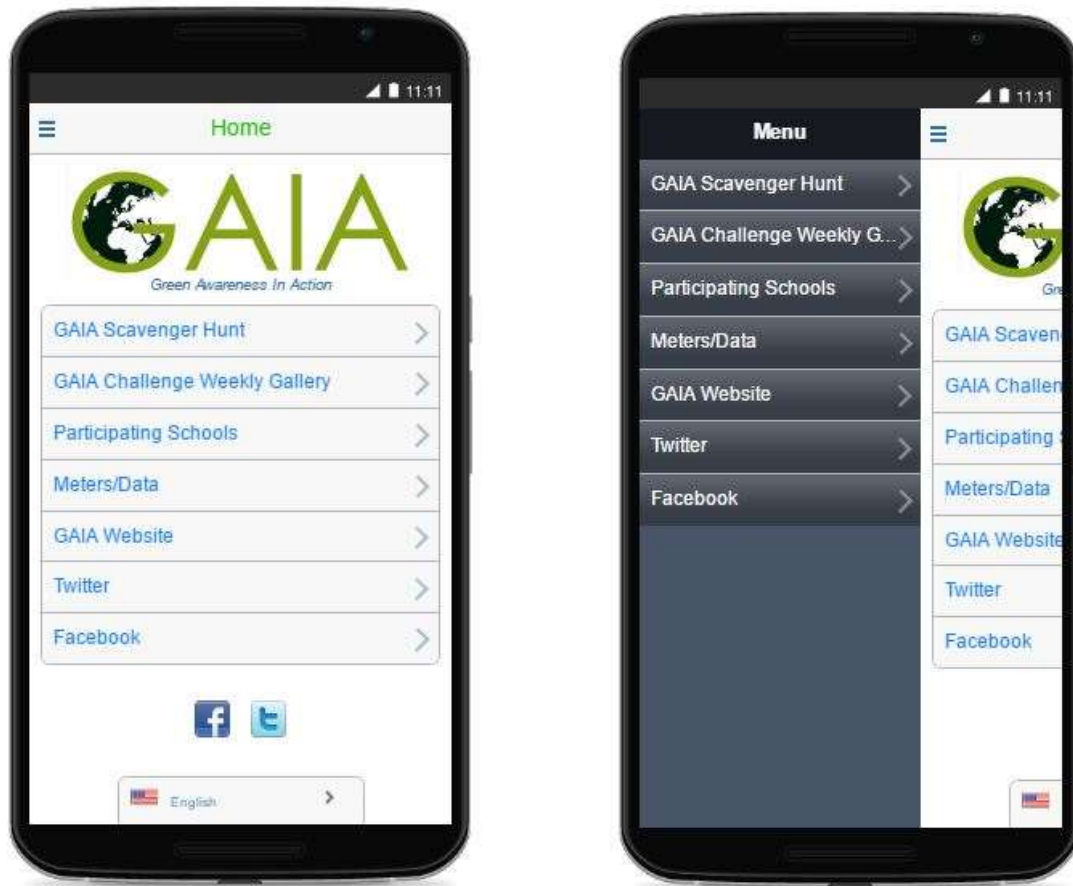 11:11
Home
GAIA
Green Awareness In Action
GAIA Scavenger Hunt
GAIA Challenge Weekly Gallery
Participating Schools
Meters/Data
GAIA Website
Twitter
Facebook
f t
English
11:11
Menu
GAIA Scavenger Hunt
GAIA Challenge Weekly G...
Participating Schools
Meters/Data
GAIA Website
Twitter
Facebook
G
Gre
GAIA Scaven
GAIA Challen
Participating
Meters/Data
GAIA Website
Twitter
Facebook